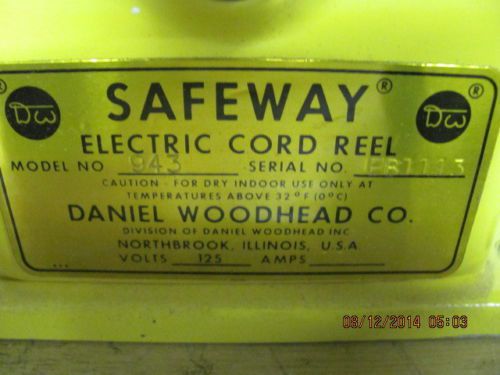 DW ® SAFEWAY® DW ®
ELECTRIC CORD REEL
MODEL NO 943 SERIAL NO.
CAUTION - FOR DRY INDOOR USE ONLY AT
TEMPERATURES ABOVE 32°F (0°C)
DANIEL WOODHEAD CO.
DIVISION OF DANIEL WOODHEAD INC
NORTHBROOK, ILLINOIS, U.S.A
VOLTS 125 AMPS
08/12/2014 05:03